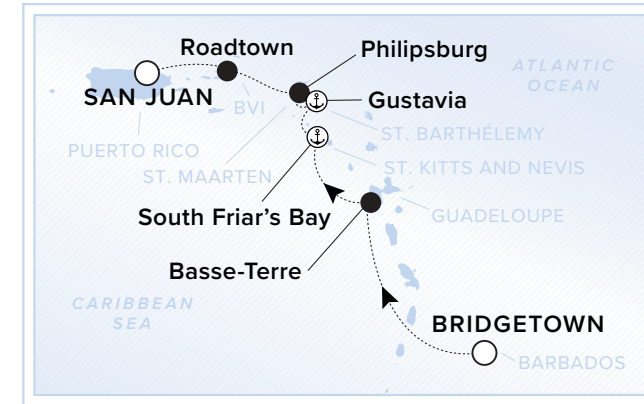 Roadtown
Philipsburg
ATLANTIC
OCEAN
SAN JUAN
BVI
Gustavia
ST. BARTHÉLEMY
PUERTO RICO
ST. MAARTEN
ST. KITTS AND NEVIS
South Friar's Bay
GUADELOUPE
Basse-Terre
CARIBBEAN
SEA
BRIDGETOWN
BARBADOS